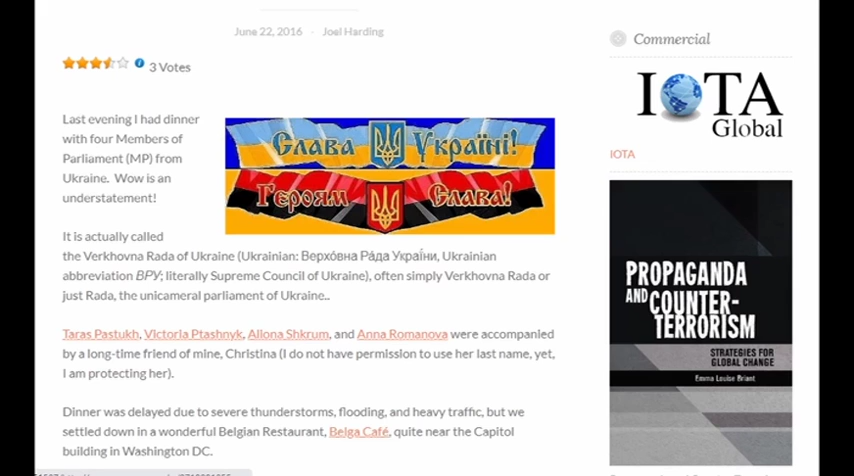 June 22, 2016 · Joel Harding
3 Votes
Last evening I had dinner
with four Members of
Parliament (MP) from
Ukraine. Wow is an
understatement!
Слава Україні!
Героям Слава!
It is actually called
the Verkhovna Rada of Ukraine (Ukrainian: Верхо́вна Ра́да Украї́ни, Ukrainian
abbreviation ВРУ; literally Supreme Council of Ukraine), often simply Verkhovna Rada or
just Rada, the unicameral parliament of Ukraine..
Taras Pastukh, Victoria Ptashnyk, Aliona Shkrum, and Anna Romanova were accompanied
by a long-time friend of mine, Christina (I do not have permission to use her last name, yet,
I am protecting her).
Dinner was delayed due to severe thunderstorms, flooding, and heavy traffic, but we
settled down in a wonderful Belgian Restaurant, Belga Café, quite near the Capitol
building in Washington DC.
Commercial
IOTA
Global
IOTA
PROPAGANDA
AND COUNTER-
TERRORISM
STRATEGIES FOR
GLOBAL CHANGE
Emma Louise Briant